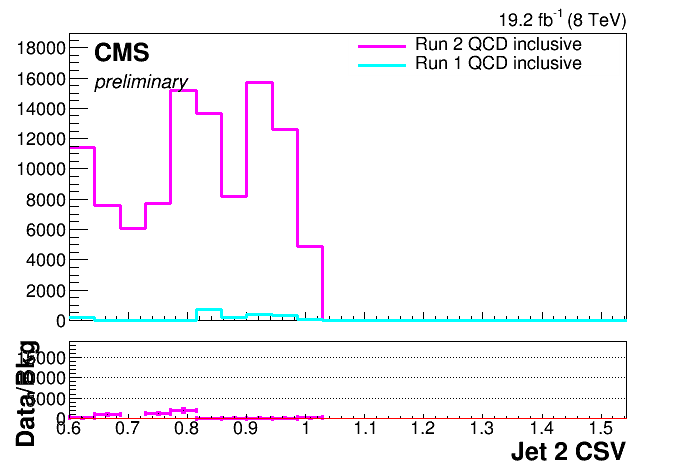 19.2 fb-1 (8 TeV)
CMS
preliminary
Run 2 QCD inclusive
Run 1 QCD inclusive
18000
16000
14000
12000
10000
8000
6000
4000
2000
0
Data/Bkg
5000
0
0.6 0.7 0.8 0.9 1 1.1 1.2 1.3 1.4 1.5
Jet 2 CSV